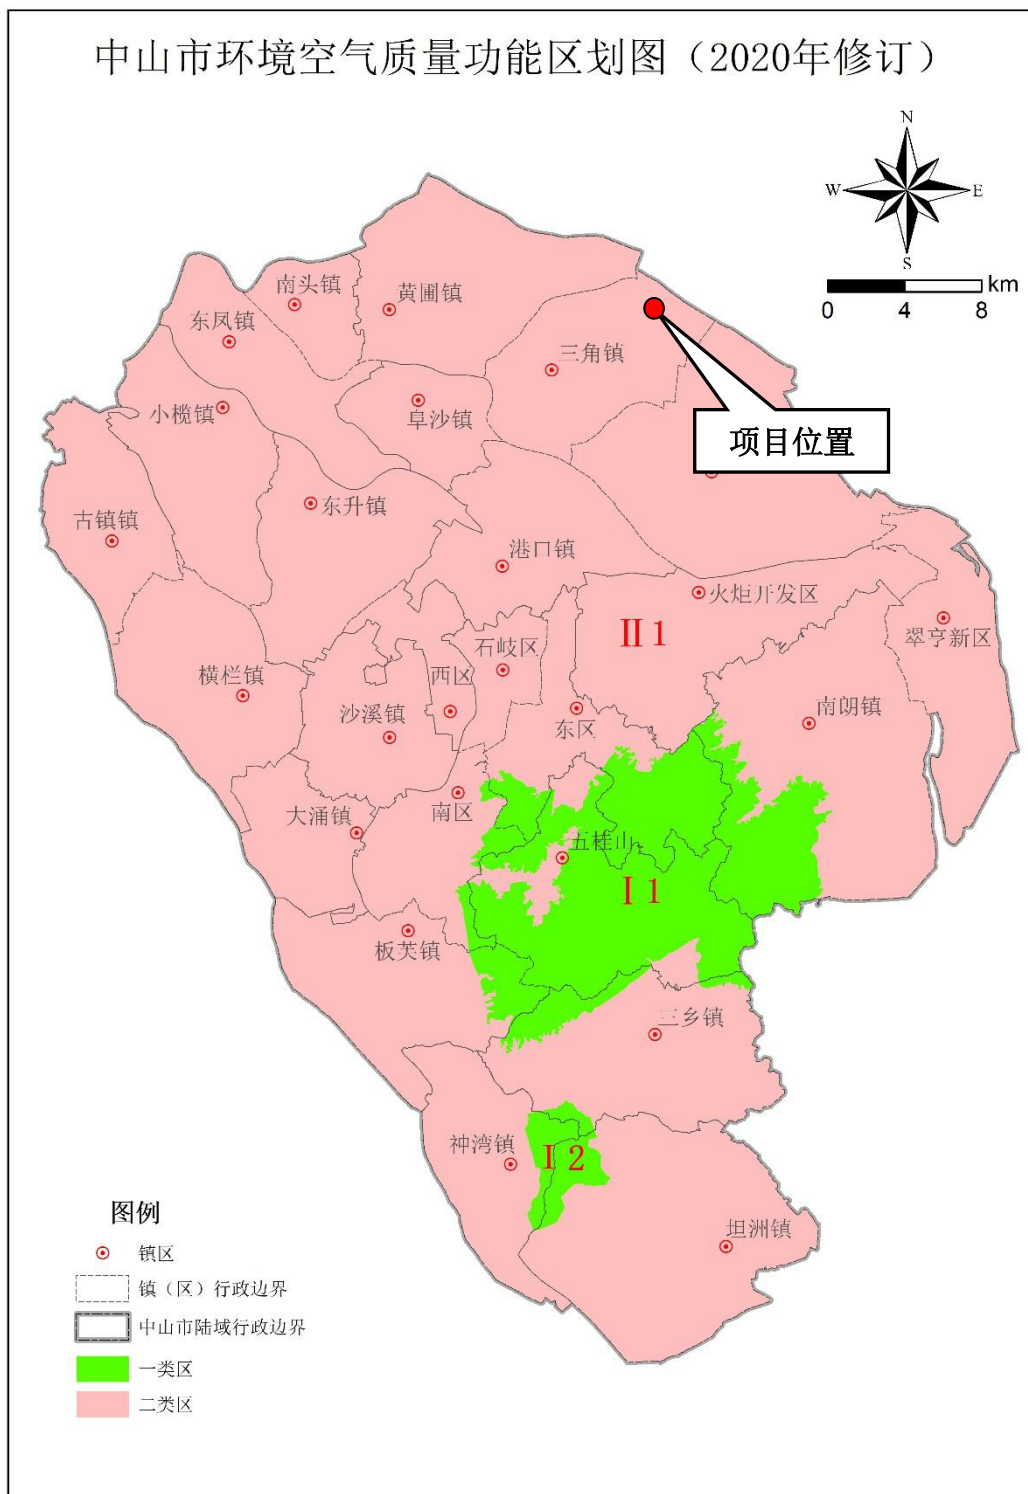 中山市环境空气质量功能区划图（2020年修订）
N
W
E
S
km
0
4
8
南头镇
黄圃镇
东凤镇
三角镇
小榄镇
阜沙镇
项目位置
东升镇
古镇镇
港口镇
火炬开发区
翠亨新区
石岐区
II 1
横栏镇
西区
沙溪镇
东区
南朗镇
大涌镇
南区
五桂山
I 1
板芙镇
三乡镇
神湾镇
I 2
坦洲镇
图例
镇区
镇（区）行政边界
中山市陆域行政边界
一类区
二类区